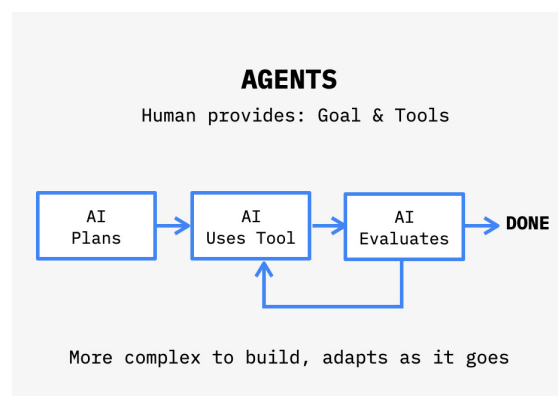 AGENTS
Human provides: Goal & Tools
AI
Plans
AI
Uses Tool
AI
Evaluates
DONE
More complex to build, adapts as it goes